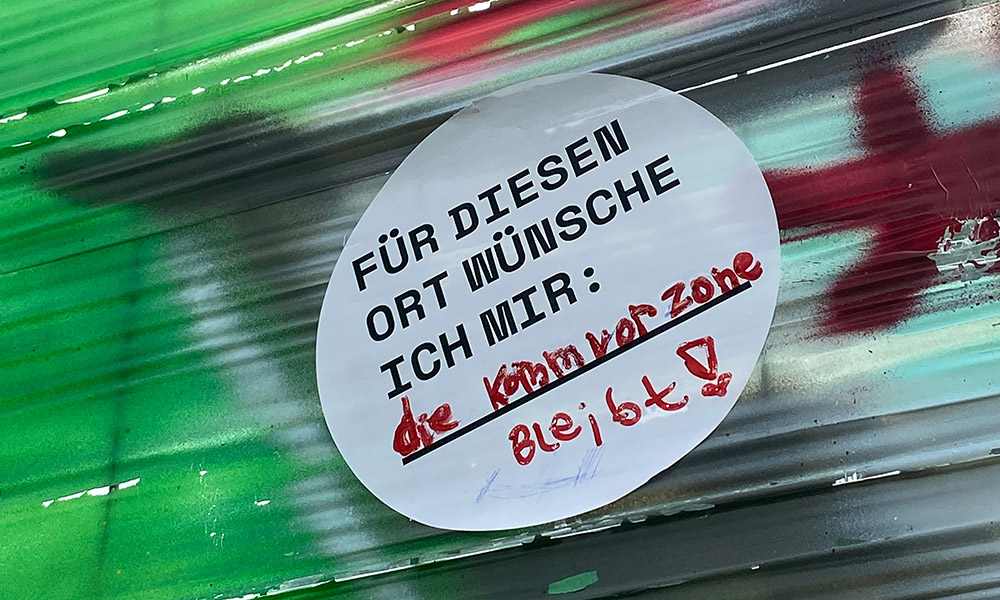 FÜR DIESEN
ORT WÜNSCHE
ICH MIR:
die Kommvorzone
BLeibt!